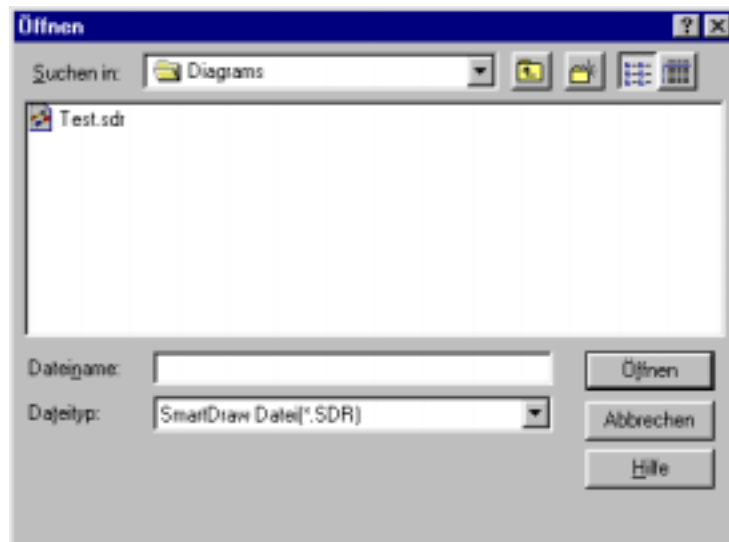 Öffnen
Suchen in: Diagrams
Test.sdr
Dateiname:
Öffnen
Dateityp: SmartDraw Datei(*.SDR)
Abbrechen
Hilfe